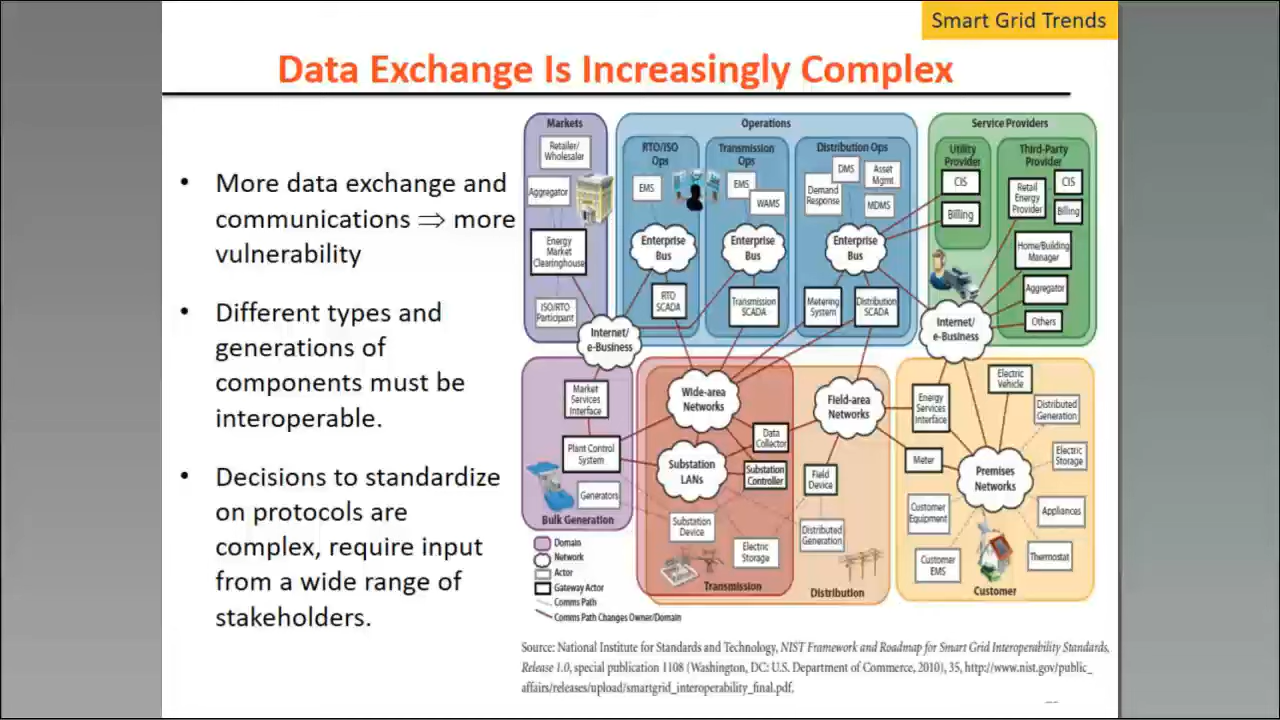 Smart Grid Trends
Data Exchange Is Increasingly Complex
• More data exchange and
communications ⇒ more
vulnerability
• Different types and
generations of
components must be
interoperable.
• Decisions to standardize
on protocols are
complex, require input
from a wide range of
stakeholders.
Markets
Retailer/
Wholesaler
Aggregator
Energy
Market
Clearinghouse
ISO/RTO
Participant
Internet/
e-Business
Operations
RTO/ISO
Ops
EMS
Enterprise
Bus
RTO
SCADA
Transmission
Ops
EMS
WAMS
Enterprise
Bus
Transmission
SCADA
Distribution Ops
DMS
Asset
Mgmt
Demand
Response
MDMS
Enterprise
Bus
Metering
System
Distribution
SCADA
Service Providers
Utility
Provider
CIS
Billing
Third-Party
Provider
Retail
Energy
Provider
CIS
Billing
Home/Building
Manager
Aggregator
Others
Internet/
e-Business
Market
Services
Interface
Plant Control
System
Generators
Bulk Generation
Wide-area
Networks
Substation
LANs
Data
Collector
Substation
Controller
Substation
Device
Electric
Storage
Transmission
Field-area
Networks
Field
Device
Distributed
Generation
Distribution
Energy
Services
Interface
Meter
Customer
Equipment
Customer
EMS
Electric
Vehicle
Distributed
Generation
Electric
Storage
Premises
Networks
Appliances
Thermostat
Customer
Domain
Network
Actor
Gateway Actor
Comms Path
Comms Path Changes Owner/Domain
Source: National Institute for Standards and Technology, NIST Framework and Roadmap for Smart Grid Interoperability Standards,
Release 1.0, special publication 1108 (Washington, DC: U.S. Department of Commerce, 2010), 35, http://www.nist.gov/public_
affairs/releases/upload/smartgrid_interoperability_final.pdf.